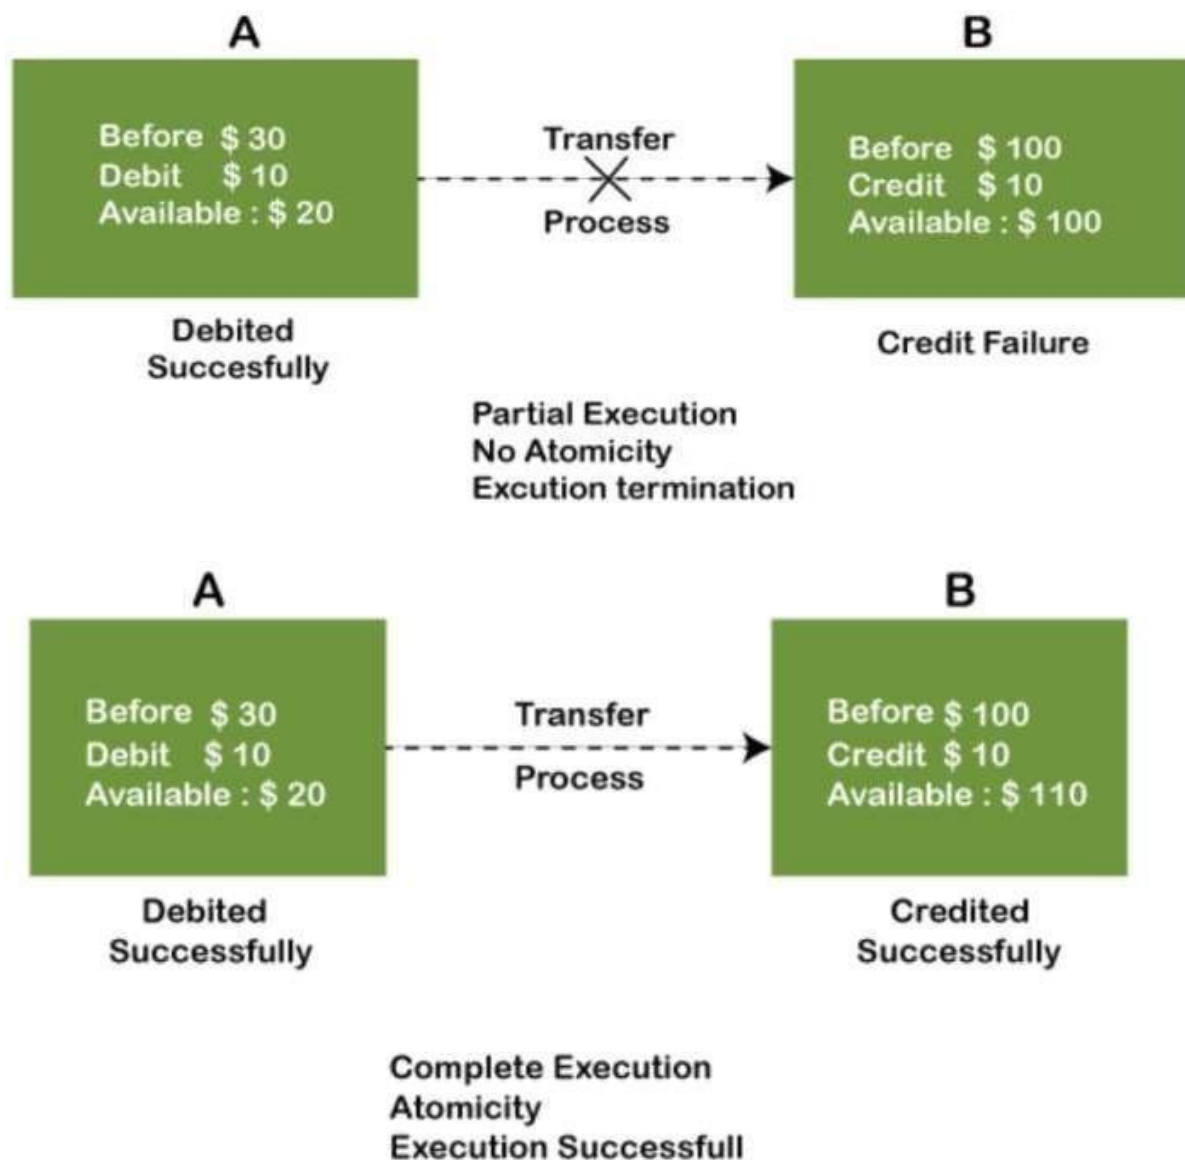 A
B
Before $ 30
Debit $ 10
Available : $ 20
Transfer
Process
Before $ 100
Credit $ 10
Available : $ 100
Debited
Succesfully
Credit Failure
Partial Execution
No Atomicity
Excution termination
A
B
Before $ 30
Debit $ 10
Available : $ 20
Transfer
Process
Before $ 100
Credit $ 10
Available : $ 110
Debited
Successfully
Credited
Successfully
Complete Execution
Atomicity
Execution Successfull